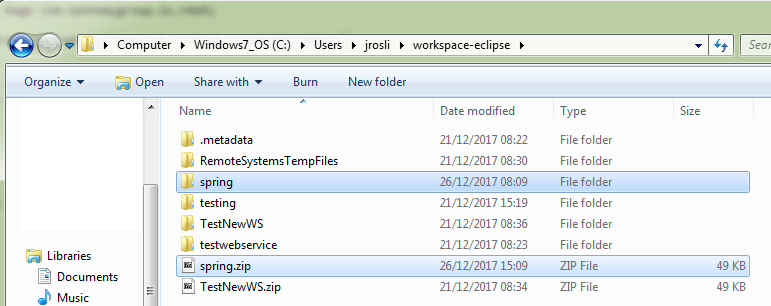 Computer Windows7_OS (C:) Users jrosli workspace-eclipse
Organize Open Share with Burn New folder
Name Date modified Type Size
.metadata 21/12/2017 08:22 File folder
RemoteSystemsTempFiles 21/12/2017 08:30 File folder
spring 26/12/2017 08:09 File folder
testing 21/12/2017 15:19 File folder
TestNewWS 21/12/2017 08:36 File folder
testwebservice 21/12/2017 08:23 File folder
spring.zip 26/12/2017 15:09 ZIP File 49 KB
TestNewWS.zip 21/12/2017 08:34 ZIP File 49 KB
Libraries
Documents
Music